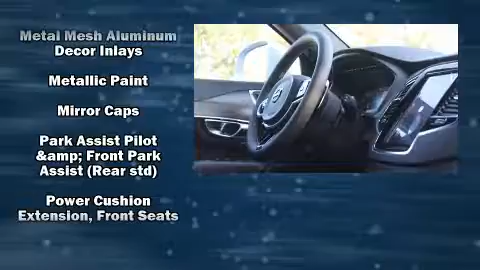 Metal Mesh Aluminum
Decor Inlays
Metallic Paint
Mirror Caps
Park Assist Pilot
&amp;amp; Front Park
Assist (Rear std)
Power Cushion
Extension, Front Seats